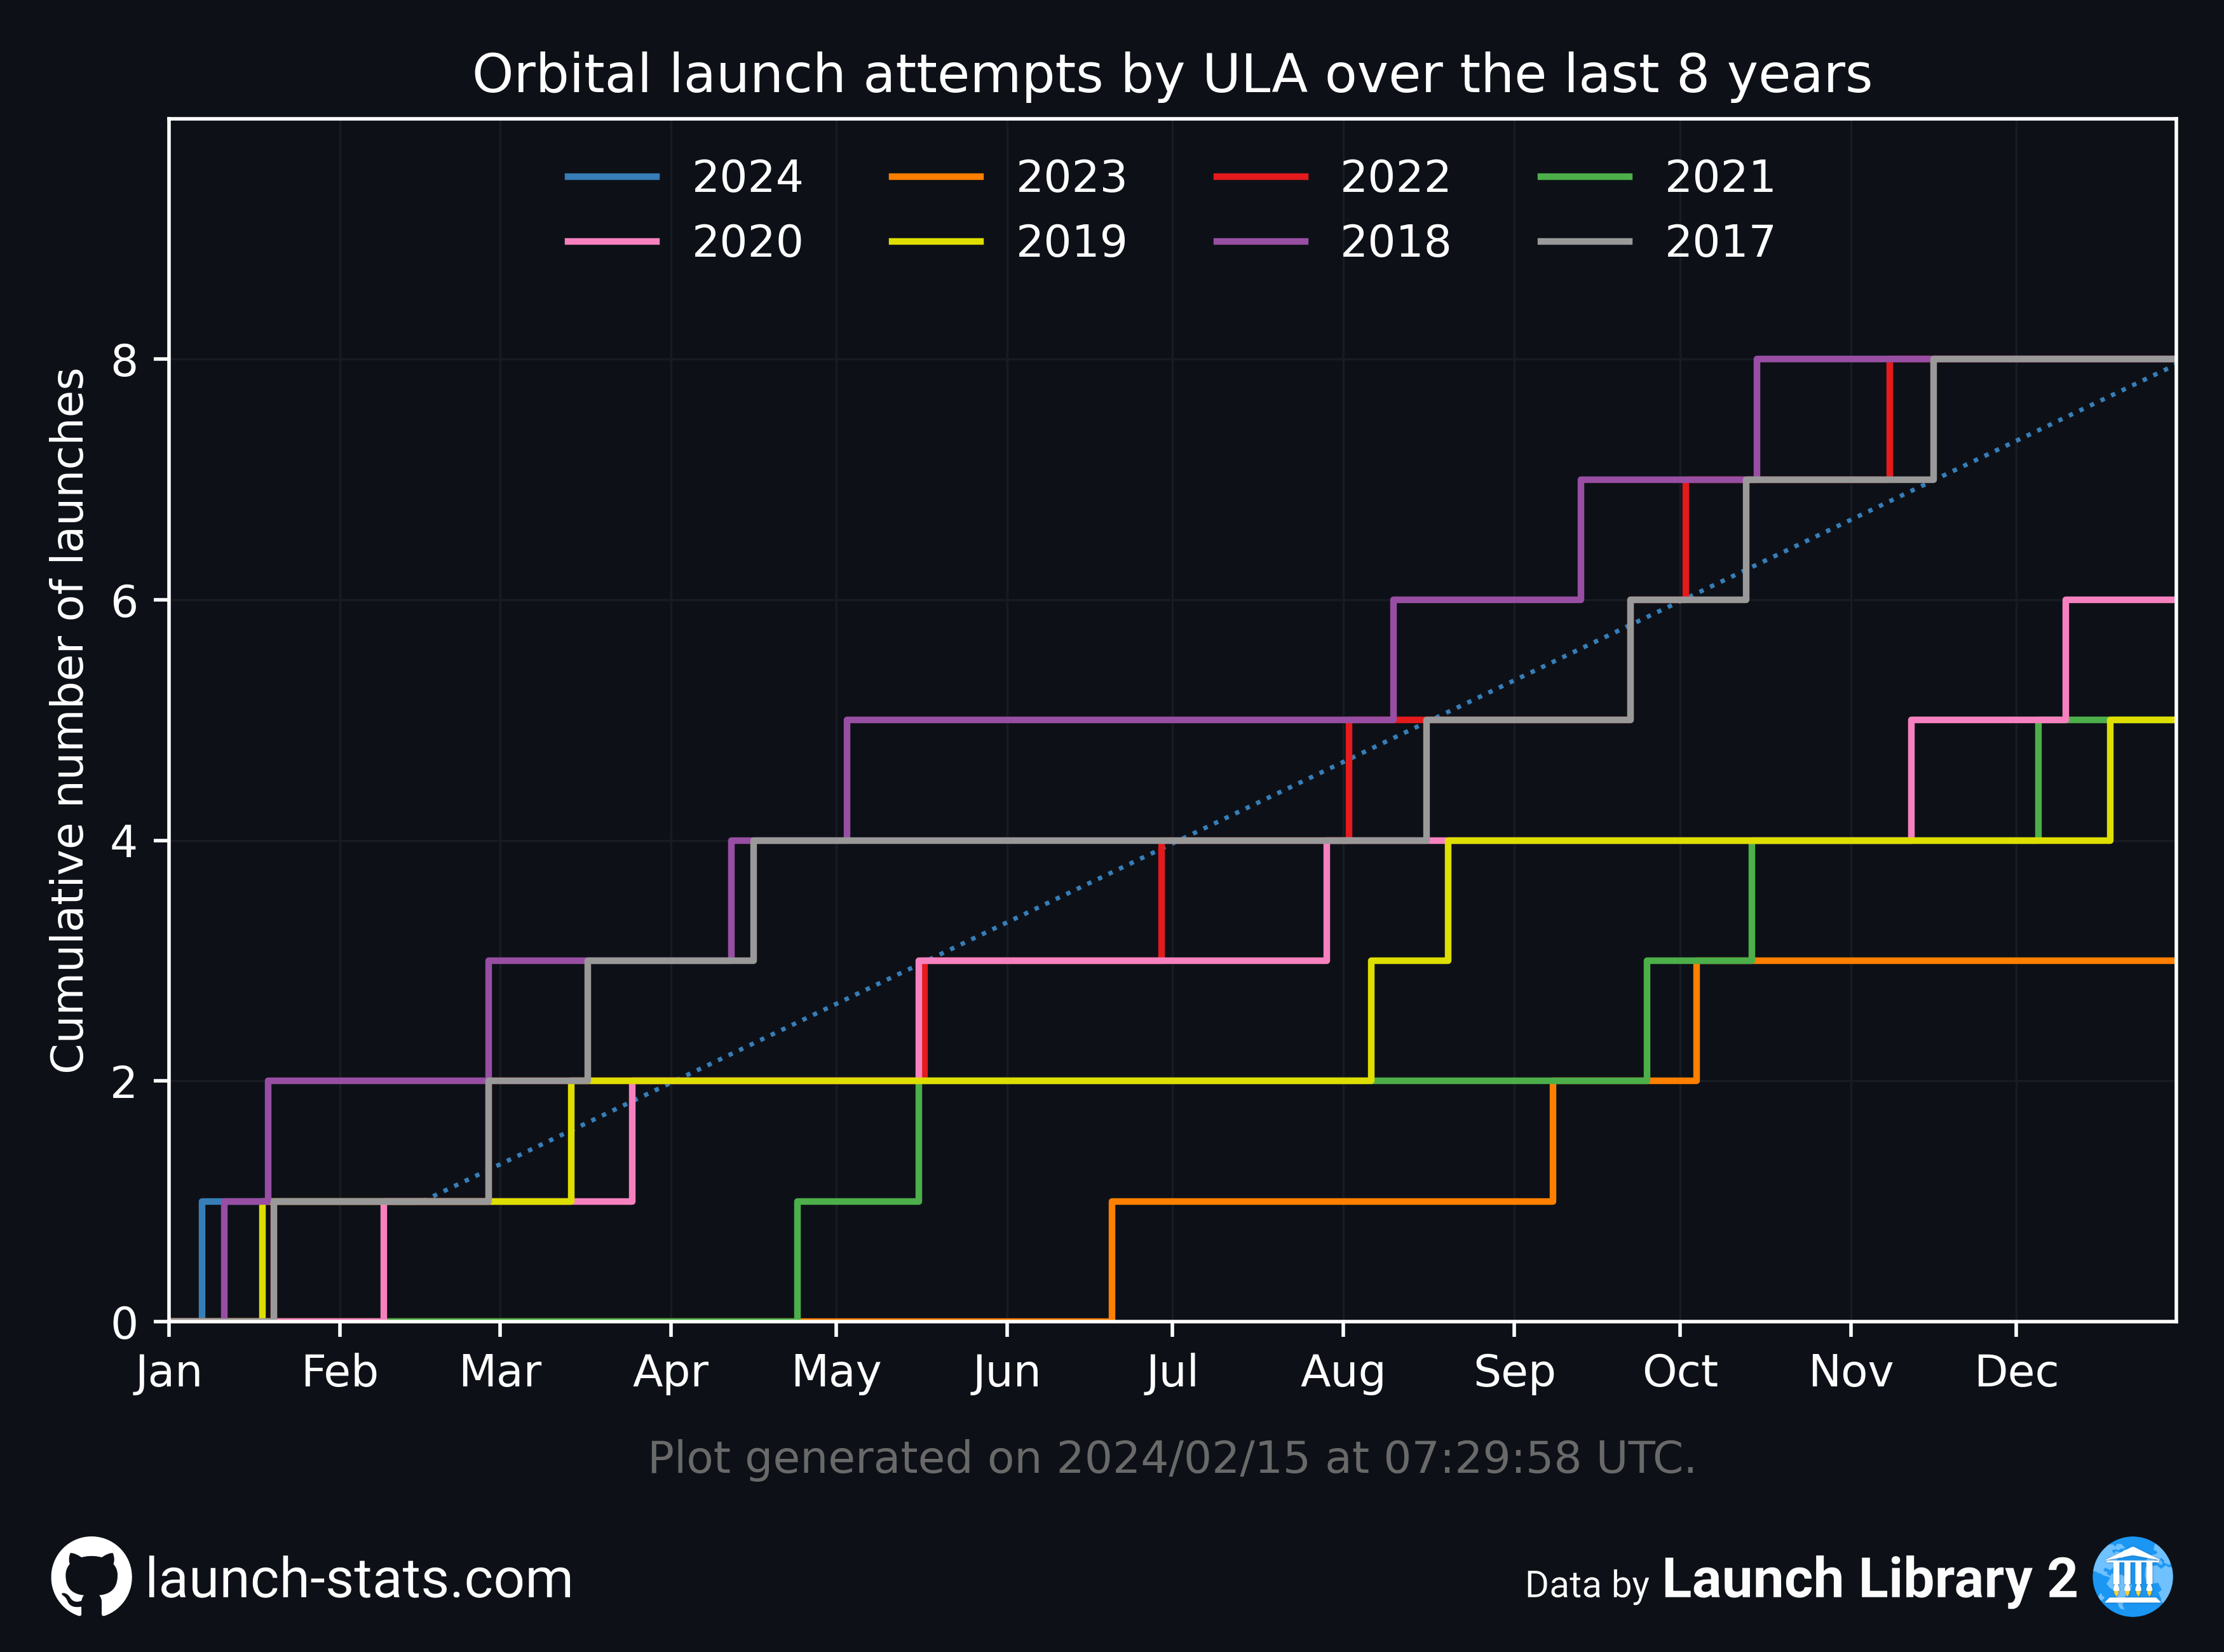 Orbital launch attempts by ULA over the last 8 years
2024 2023 2022 2021
2020 2019 2018 2017
Cumulative number of launches
8
6
4
2
0
Jan Feb Mar Apr May Jun Jul Aug Sep Oct Nov Dec
Plot generated on 2024/02/15 at 07:29:58 UTC.
launch-stats.com
Data by Launch Library 2